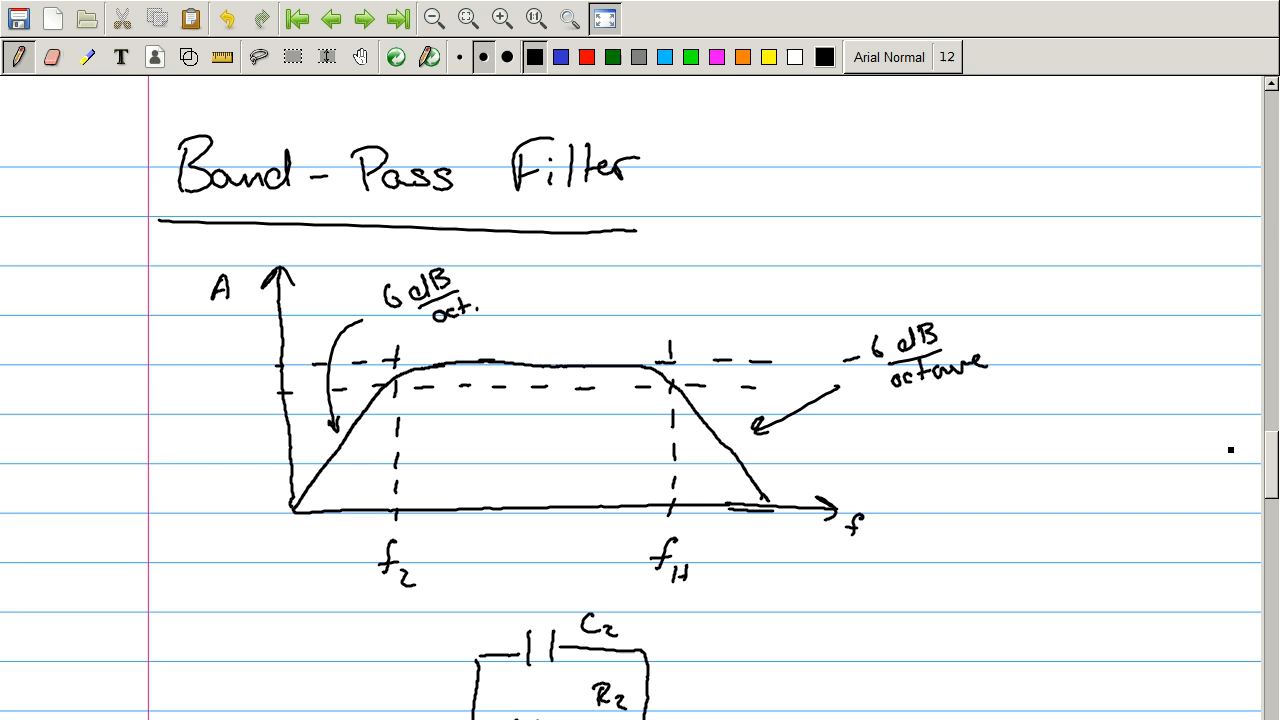 Arial Normal 12
Band-Pass Filter
A
6 dB/oct.
-6 dB/octave
f
f2
fH
C2
R2